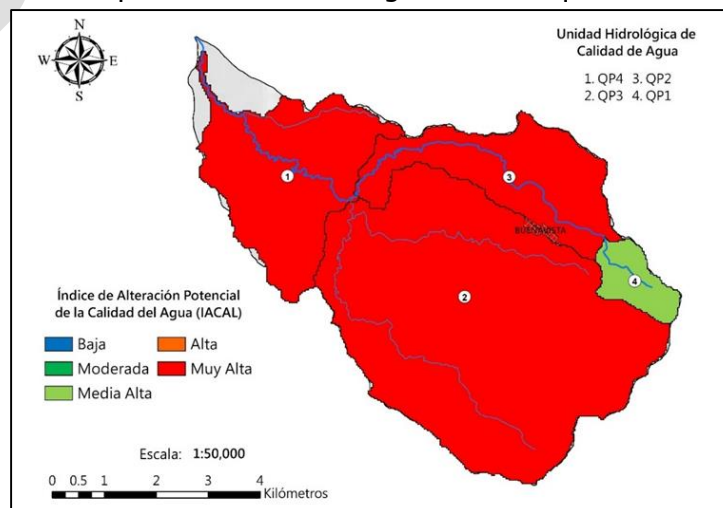 N
W E
S
Unidad Hidrológica de
Calidad de Agua
1. QP4 3. QP2
2. QP3 4. QP1
1
3
BUENAVISTA
4
2
Índice de Alteración Potencial
de la Calidad del Agua (IACAL)
Baja
Alta
Moderada
Muy Alta
Media Alta
Escala: 1:50,000
0 0.5 1 2 3 4
Kilómetros